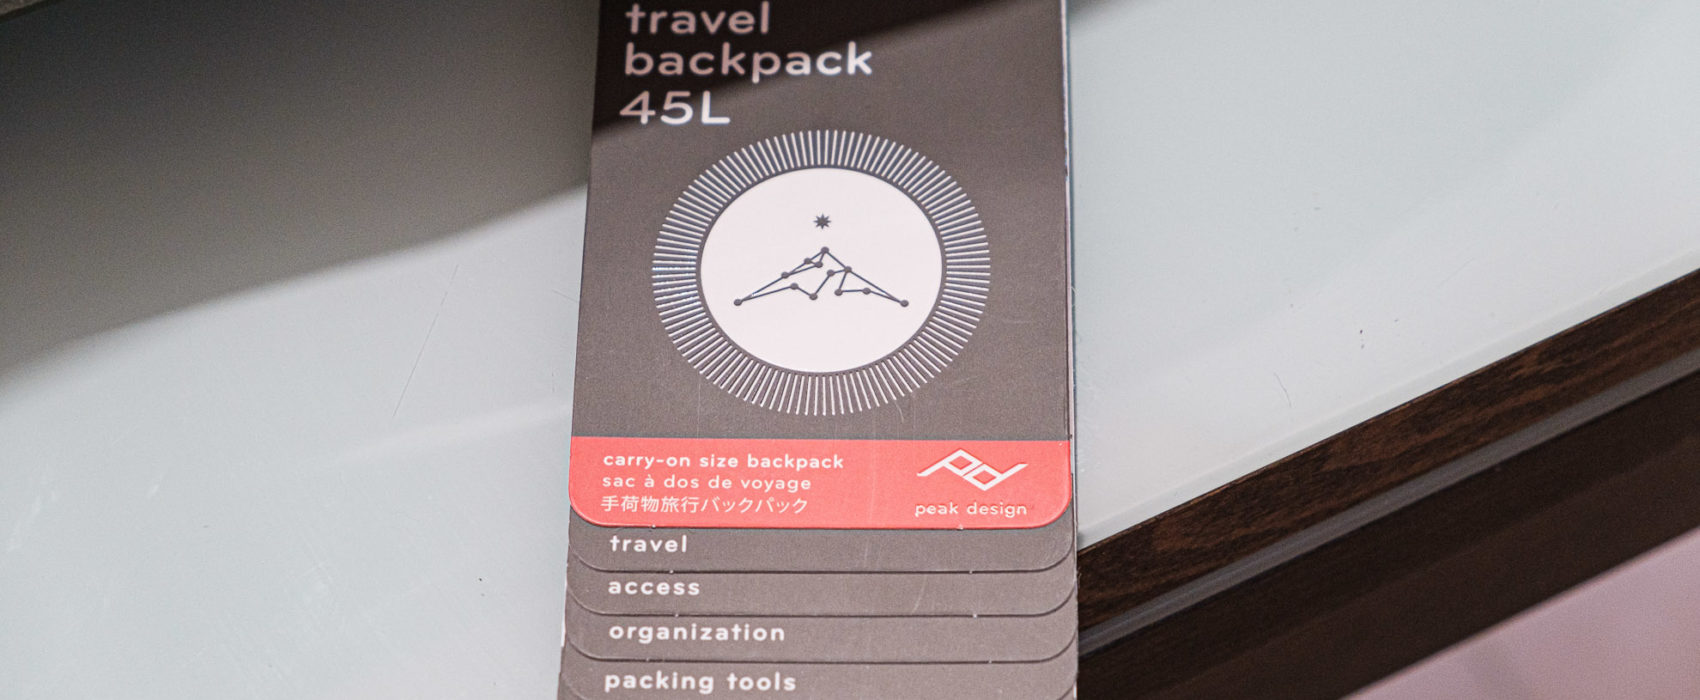 travel
backpack
45L
carry-on size backpack
sac à dos de voyage
手荷物旅行バックパック
peak design
travel
access
organization
packing tools